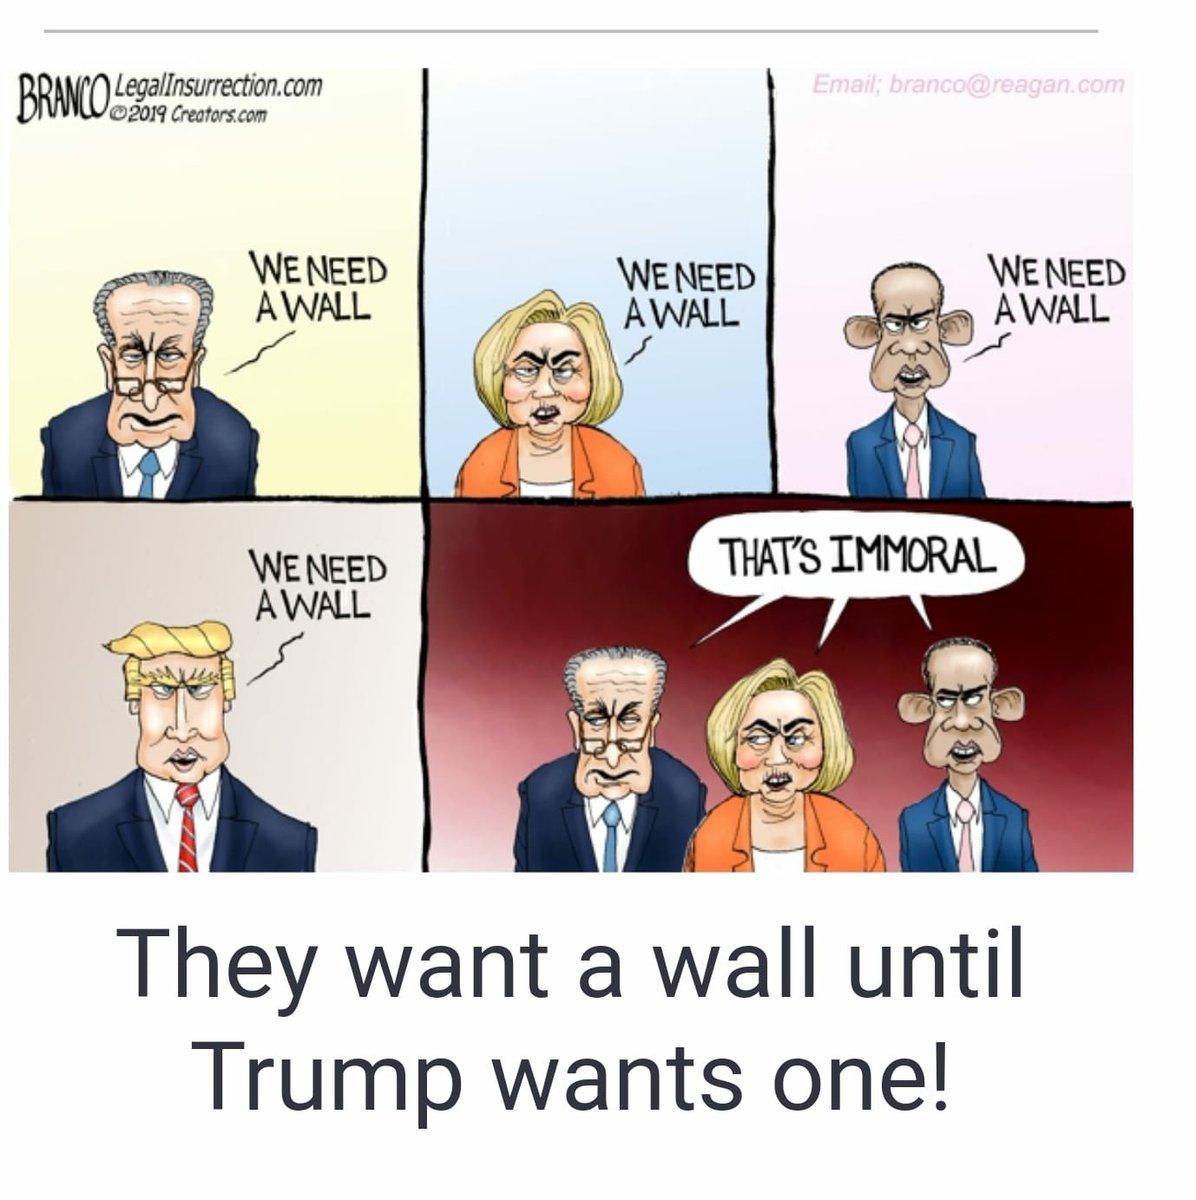 BRANCO LegalInsurrection.com
©2019 Creators.com
Email; branco@reagan.com
WE NEED
A WALL
WE NEED
A WALL
WE NEED
A WALL
WE NEED
A WALL
THAT'S IMMORAL
They want a wall until
Trump wants one!